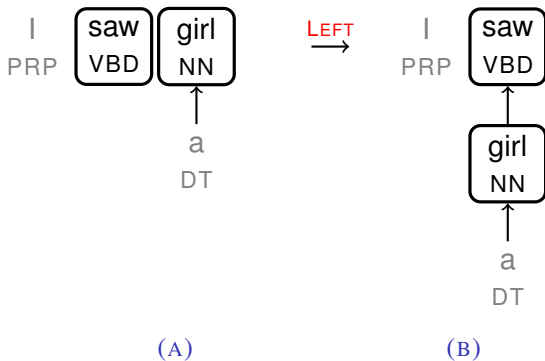 I saw girl LEFT I saw
PRP VBD NN PRP VBD
a girl
DT NN
a
DT
(A) (B)